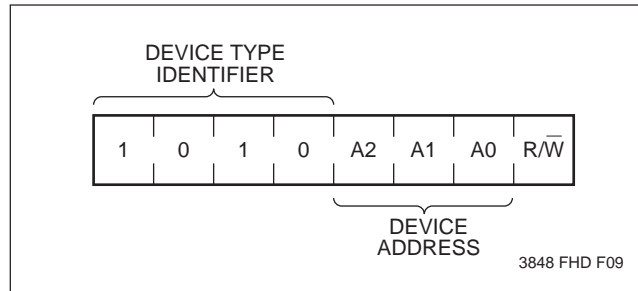 DEVICE TYPE
IDENTIFIER
1 0 1 0 A2 A1 A0 R/W̅
DEVICE
ADDRESS
3848 FHD F09